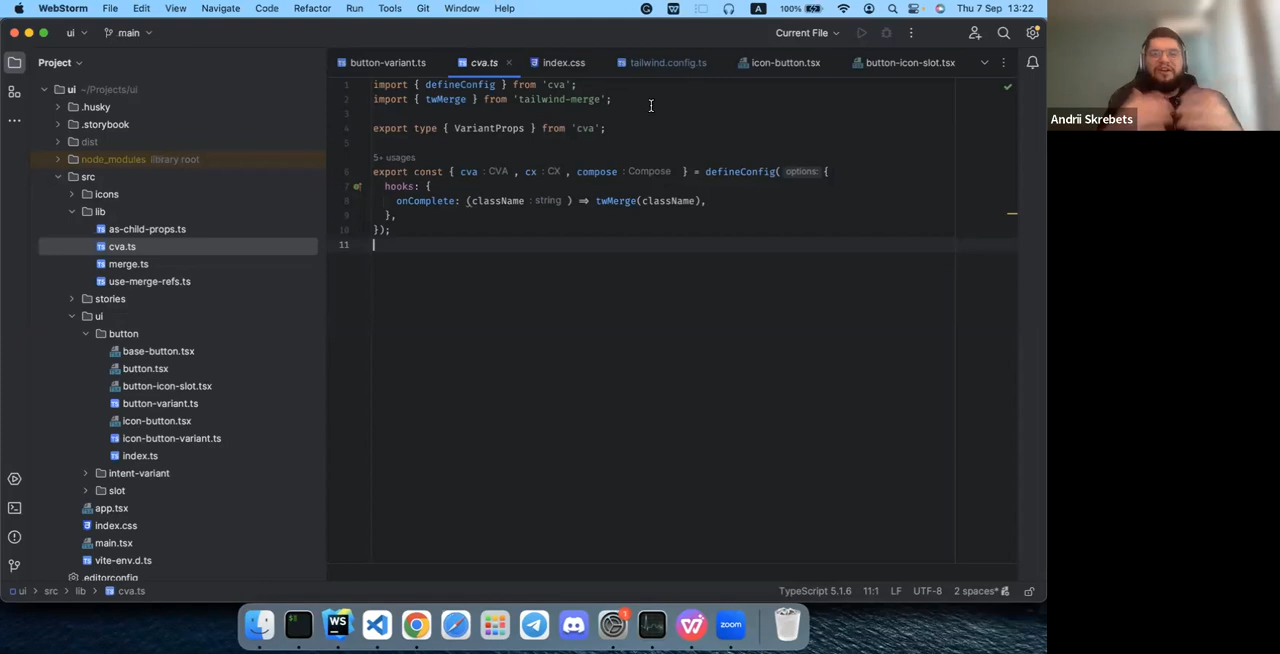 WebStorm File Edit View Navigate Code Refactor Run Tools Git Window Help A 100% Thu 7 Sep 13:22
ui main Current File
Project button-variant.ts cva.ts index.css tailwind.config.ts icon-button.tsx button-icon-slot.tsx
ui ~/Projects/ui
.husky
.storybook
dist
node_modules library root
src
icons
lib
as-child-props.ts
cva.ts
merge.ts
use-merge-refs.ts
stories
ui
button
base-button.tsx
button.tsx
button-icon-slot.tsx
button-variant.ts
icon-button.tsx
icon-button-variant.ts
index.ts
intent-variant
slot
app.tsx
index.css
main.tsx
vite-env.d.ts
.editorconfig
1 import { defineConfig } from 'cva';
2 import { twMerge } from 'tailwind-merge';
3
4 export type { VariantProps } from 'cva';
5
5+ usages
6 export const { cva : CVA , cx : CX , compose : Compose } = defineConfig( options: {
7 hooks: {
8 onComplete: (className : string ) => twMerge(className),
9 },
10 });
11
Andrii Skrebets
ui src lib cva.ts TypeScript 5.1.6 11:1 LF UTF-8 2 spaces*
WS
1
zoom